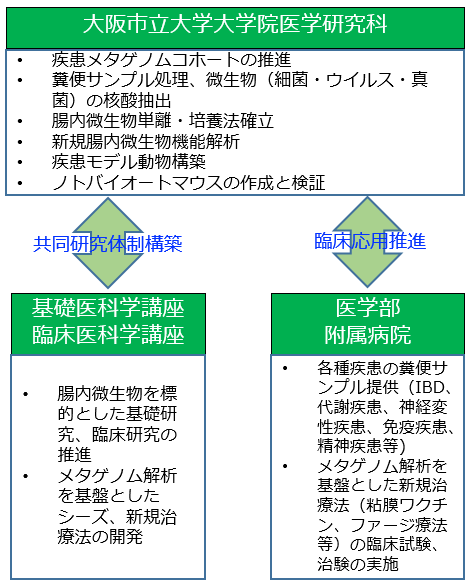 大阪市立大学大学院医学研究科
• 疾患メタゲノムコホートの推進
• 糞便サンプル処理、微生物（細菌・ウイルス・真
菌）の核酸抽出
• 腸内微生物単離・培養法確立
• 新規腸内微生物機能解析
• 疾患モデル動物構築
• ノトバイオートマウスの作成と検証
共同研究体制構築
臨床応用推進
基礎医科学講座
臨床医科学講座
• 腸内微生物を標
的とした基礎研
究、臨床研究の
推進
• メタゲノム解析
を基盤とした
シーズ、新規治
療法の開発
医学部
附属病院
• 各種疾患の糞便サ
ンプル提供（IBD、
代謝疾患、神経変
性疾患、免疫疾患、
精神疾患等)
• メタゲノム解析を
基盤とした新規治
療法（粘膜ワクチ
ン、ファージ療法
等）の臨床試験、
治験の実施